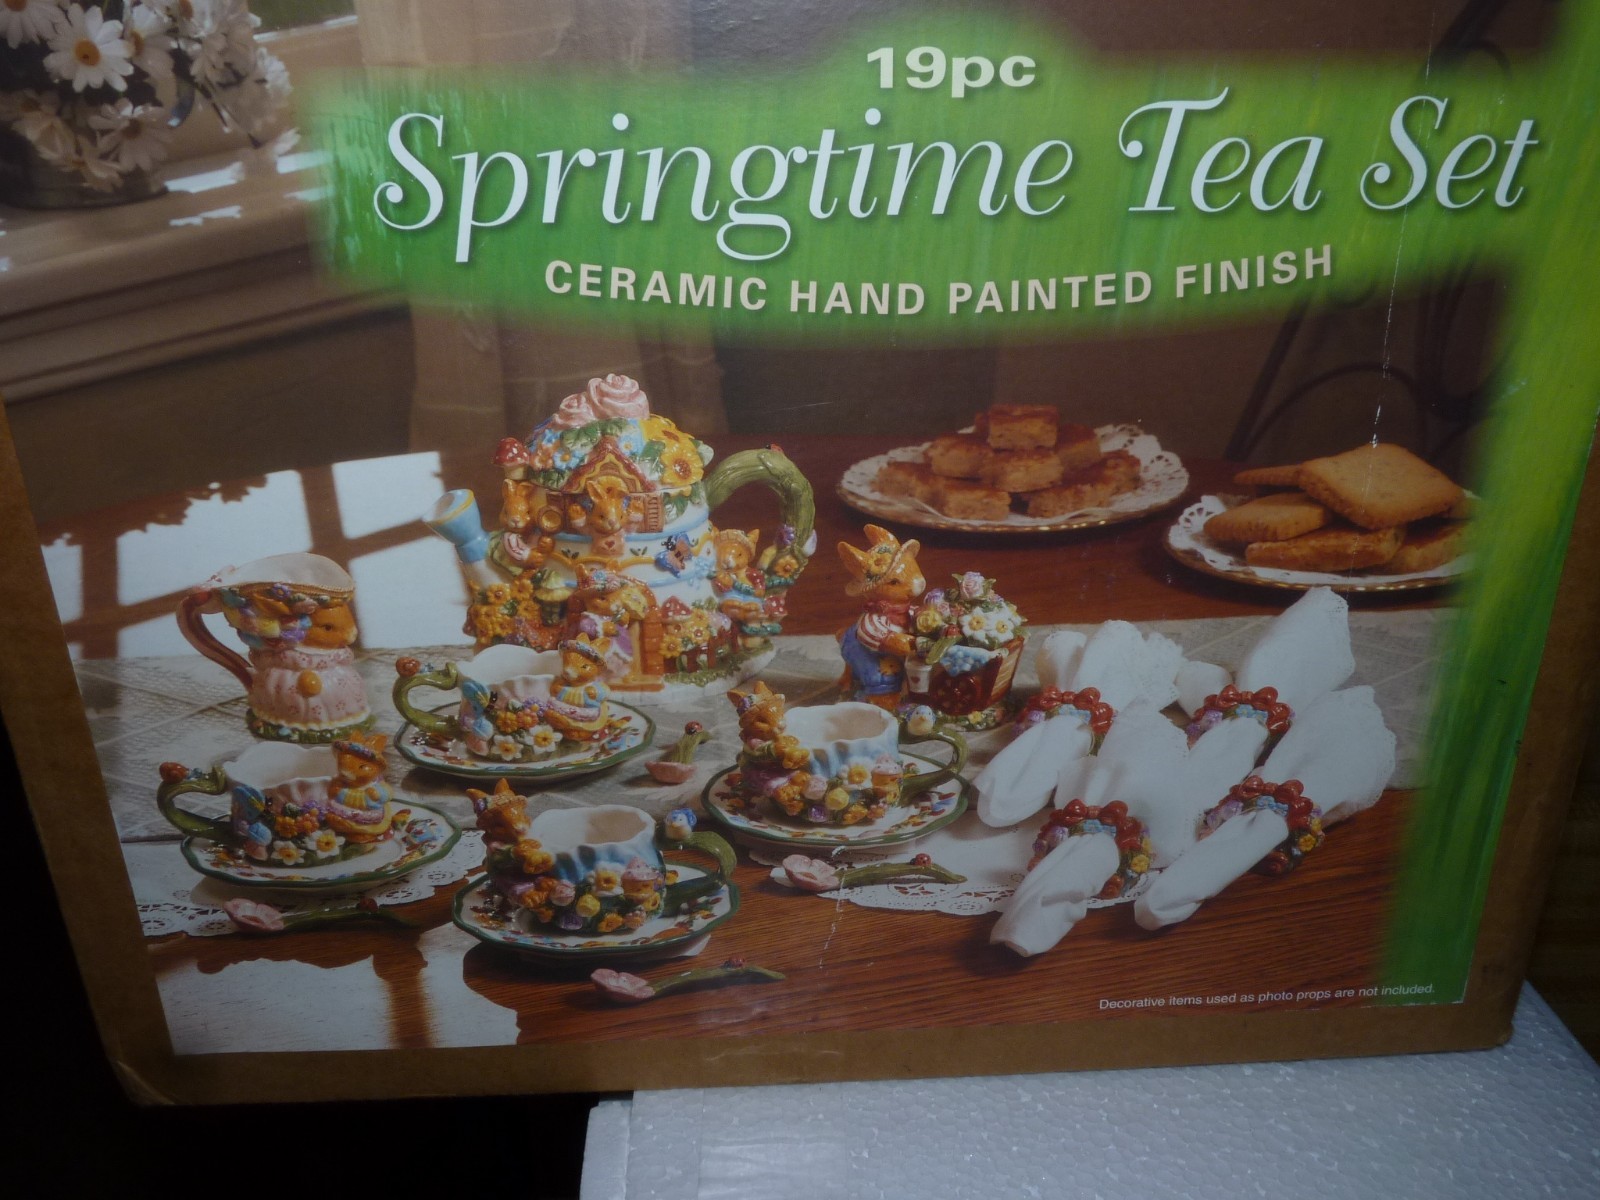 19pc
Springtime Tea Set
CERAMIC HAND PAINTED FINISH
Decorative items used as photo props are not included.